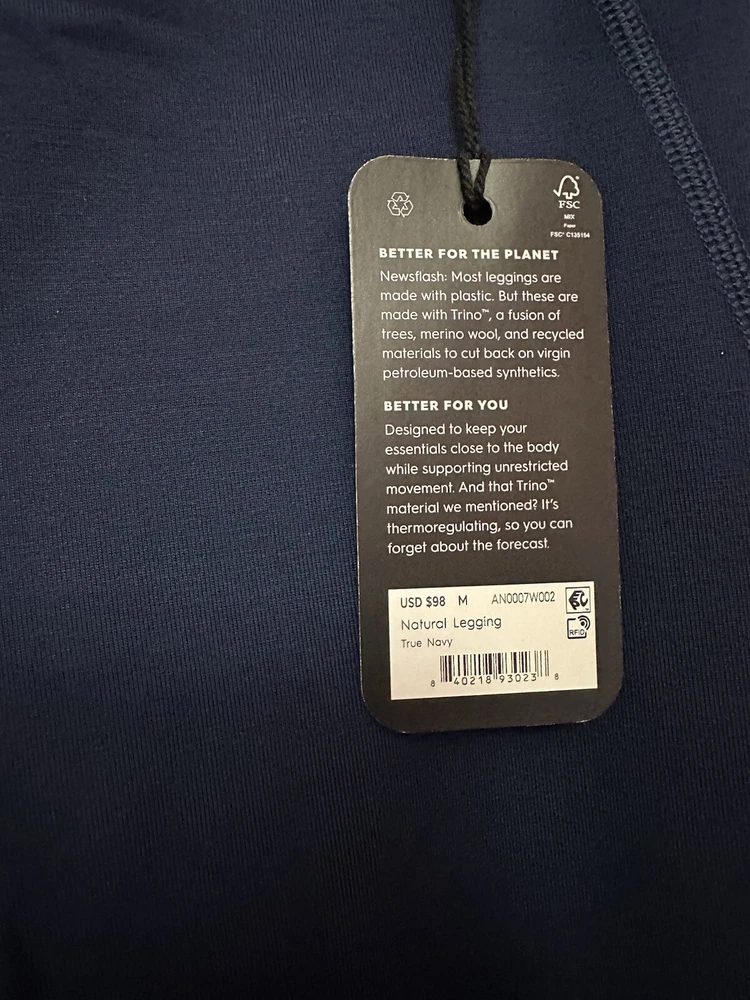 FSC®
MIX
Paper
FSC® C135154
BETTER FOR THE PLANET
Newsflash: Most leggings are
made with plastic. But these are
made with Trino™, a fusion of
trees, merino wool, and recycled
materials to cut back on virgin
petroleum-based synthetics.
BETTER FOR YOU
Designed to keep your
essentials close to the body
while supporting unrestricted
movement. And that Trino™
material we mentioned? It's
thermoregulating, so you can
forget about the forecast.
USD $98 M AN0007W002
Natural Legging
RFID
True Navy
8 40218 93023 8